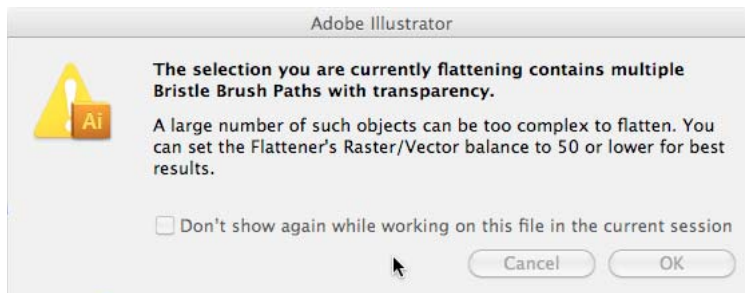 Adobe Illustrator
The selection you are currently flattening contains multiple
Bristle Brush Paths with transparency.
Ai
A large number of such objects can be too complex to flatten. You
can set the Flattener's Raster/Vector balance to 50 or lower for best
results.
Don't show again while working on this file in the current session
Cancel OK